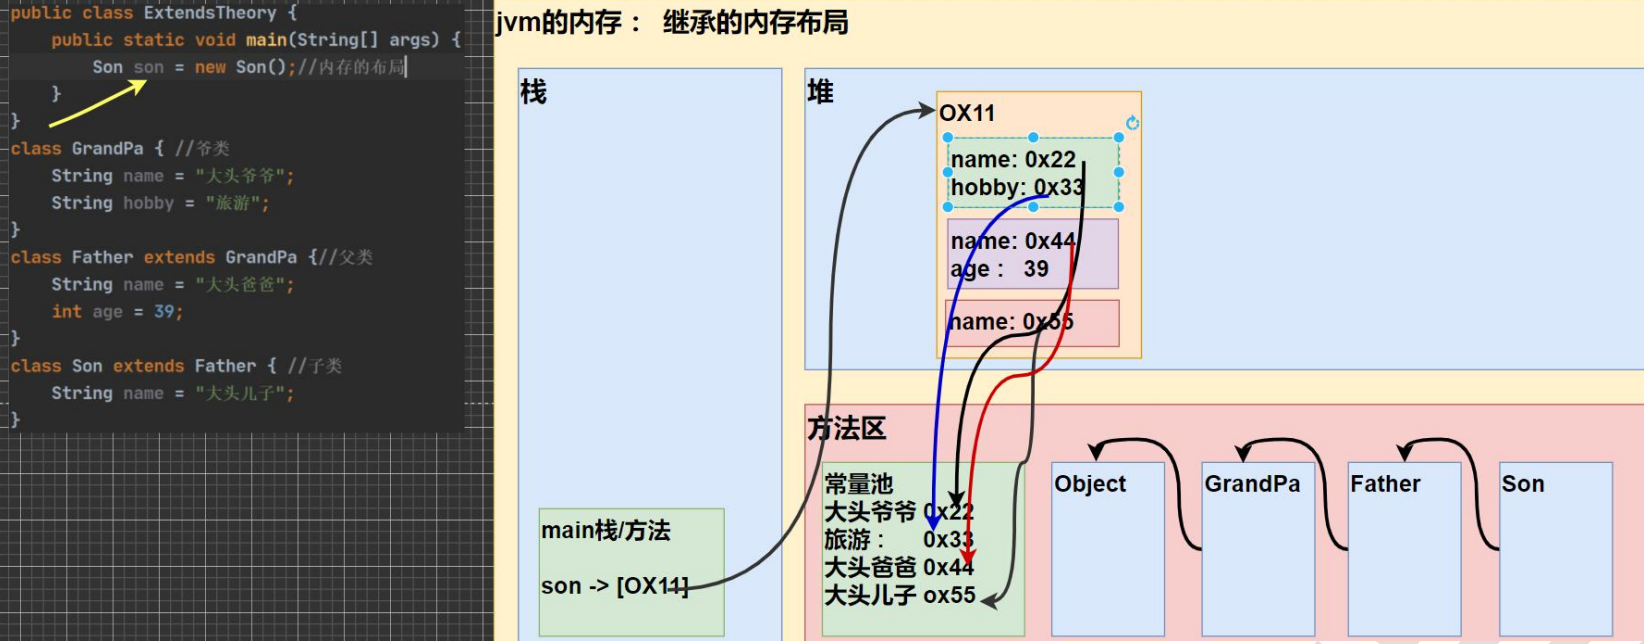 public class ExtendsTheory {
public static void main(String[] args) {
Son son = new Son();//内存的布局
}
}
class GrandPa { //爷类
String name = "大头爷爷";
String hobby = "旅游";
}
class Father extends GrandPa {//父类
String name = "大头爸爸";
int age = 39;
}
class Son extends Father { //子类
String name = "大头儿子";
}
jvm的内存： 继承的内存布局
栈
main栈/方法
son -> [OX11]
堆
OX11
name: 0x22
hobby: 0x33
name: 0x44
age： 39
name: 0x55
方法区
常量池
大头爷爷 0x22
旅游： 0x33
大头爸爸 0x44
大头儿子 ox55
Object
GrandPa
Father
Son